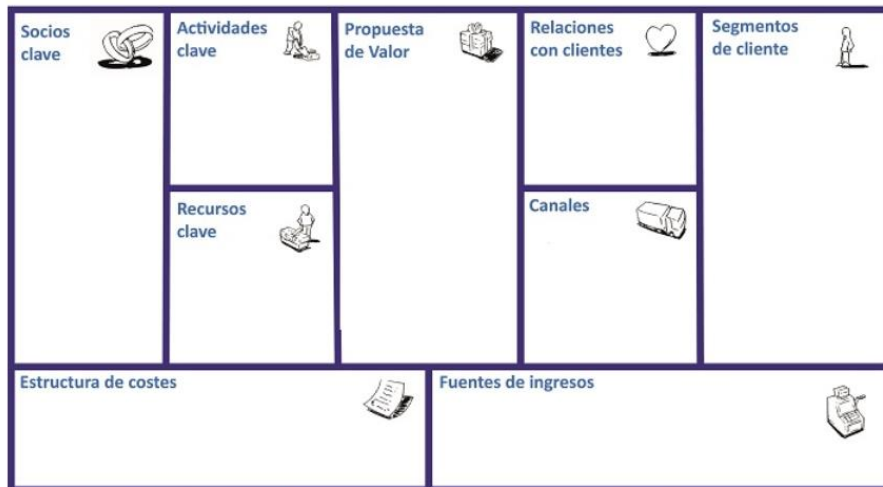 Socios
clave
Actividades
clave
Propuesta
de Valor
Relaciones
con clientes
Segmentos
de cliente
Recursos
clave
Canales
Estructura de costes
Fuentes de ingresos